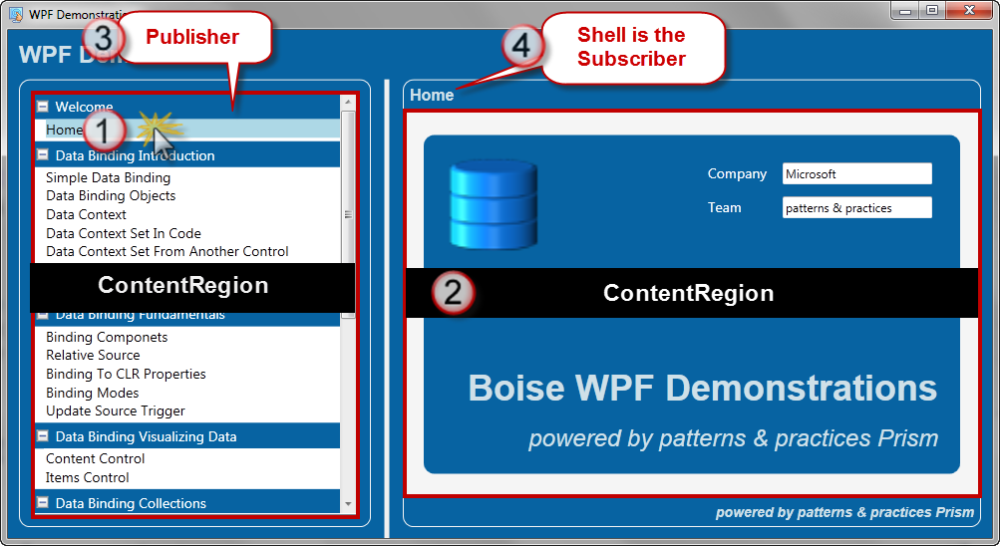 WPF Demonstrations
3
Publisher
4
Shell is the
Subscriber
WPF Dem
Welcome
Home
1
Data Binding Introduction
Simple Data Binding
Data Binding Objects
Data Context
Data Context Set In Code
Data Context Set From Another Control
ContentRegion
Data Binding Fundamentals
Binding Componets
Relative Source
Binding To CLR Properties
Binding Modes
Update Source Trigger
Data Binding Visualizing Data
Content Control
Items Control
Data Binding Collections
Home
Company Microsoft
Team patterns & practices
2
ContentRegion
Boise WPF Demonstrations
powered by patterns & practices Prism
powered by patterns & practices Prism